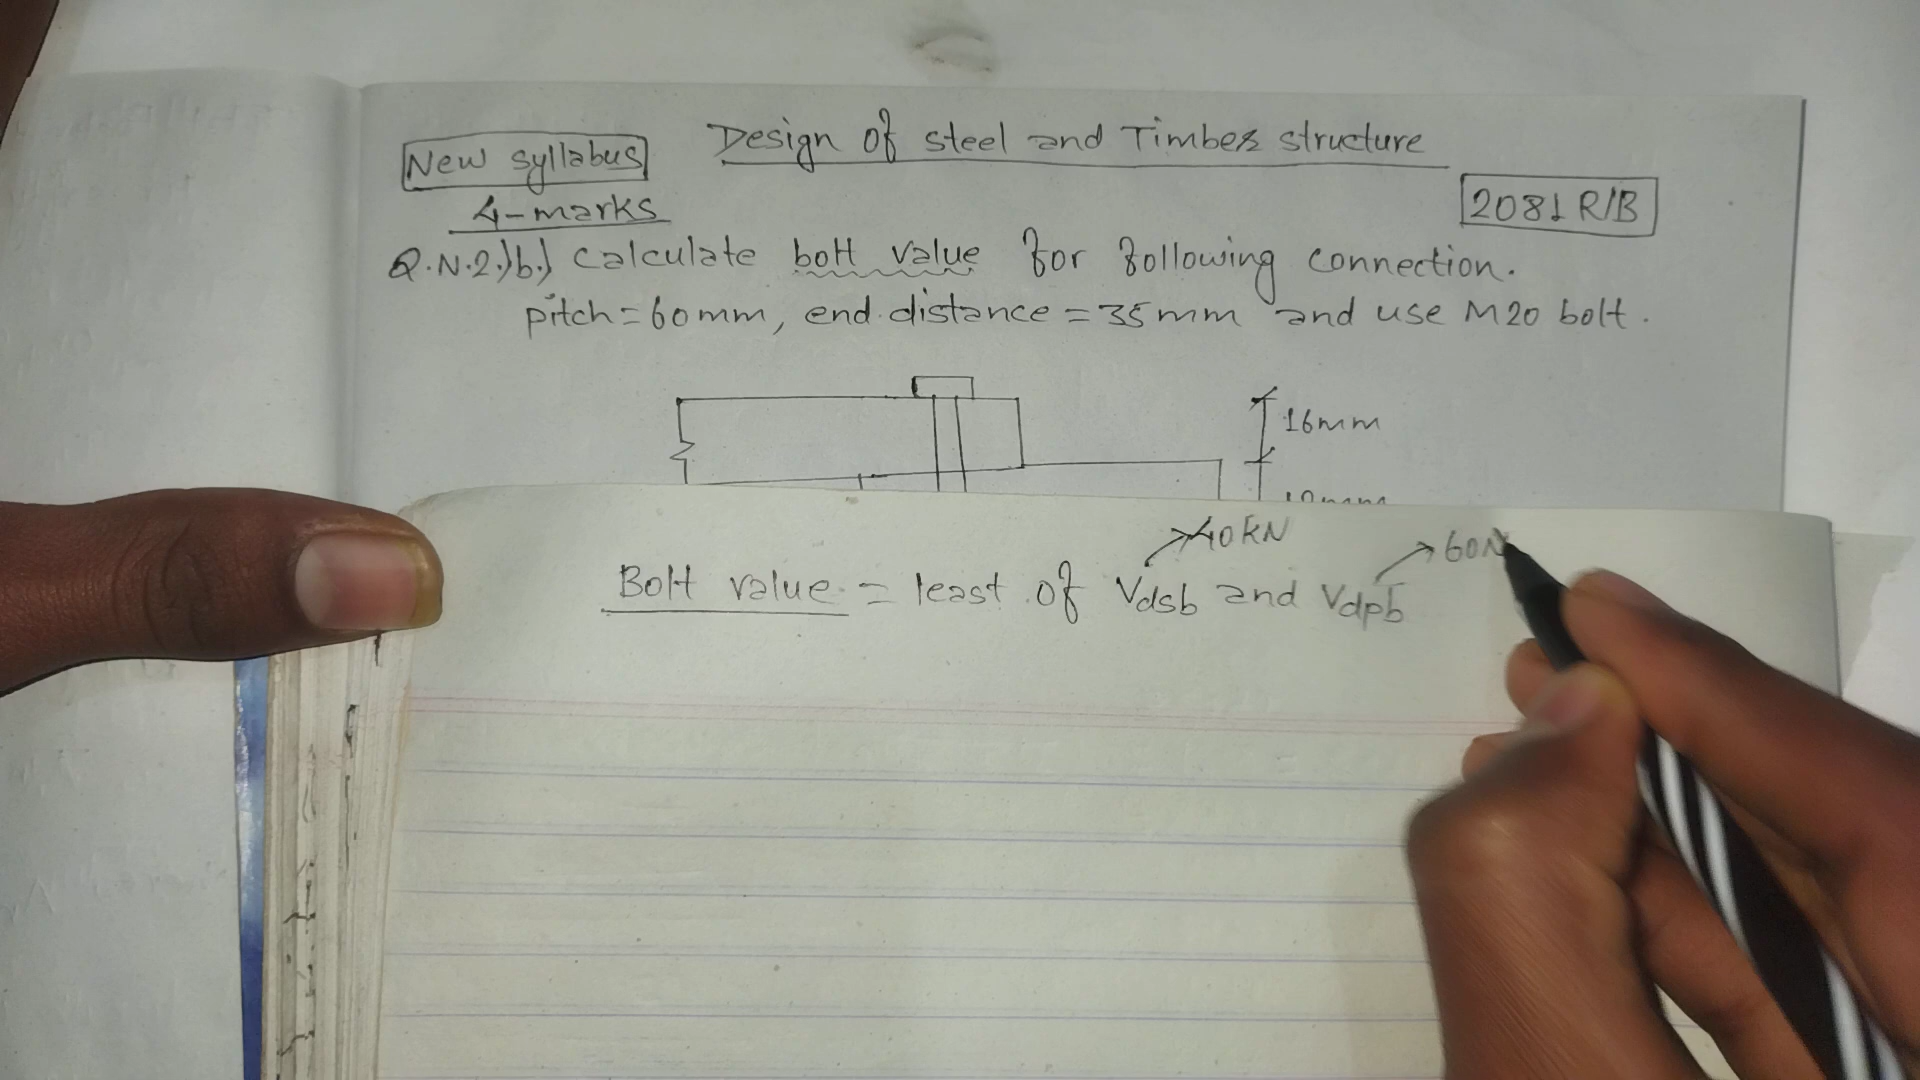 Design of steel and Timber structure
New syllabus
4-marks
2081 R/B
Q.N.2.)b.) Calculate bolt value for following connection.
pitch = 60mm, end distance = 35mm and use M20 bolt.
16mm
40KN
60N
Bolt value = least of Vdsb and Vdpb